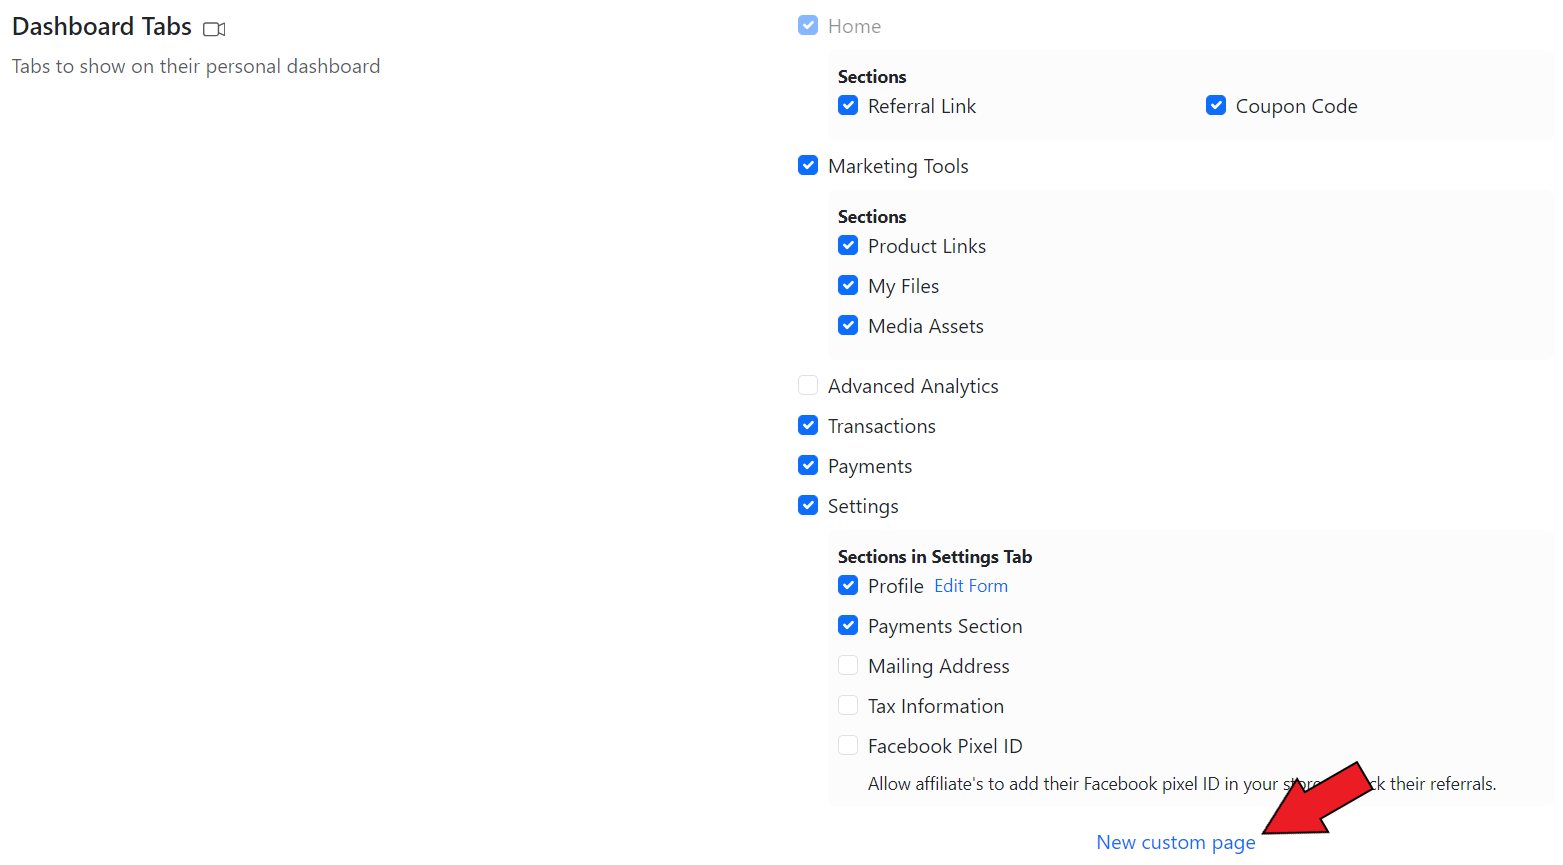 Dashboard Tabs
Tabs to show on their personal dashboard
Home
Sections
Referral Link
Coupon Code
Marketing Tools
Sections
Product Links
My Files
Media Assets
Advanced Analytics
Transactions
Payments
Settings
Sections in Settings Tab
Profile Edit Form
Payments Section
Mailing Address
Tax Information
Facebook Pixel ID
Allow affiliate's to add their Facebook pixel ID in your their referrals.
New custom page